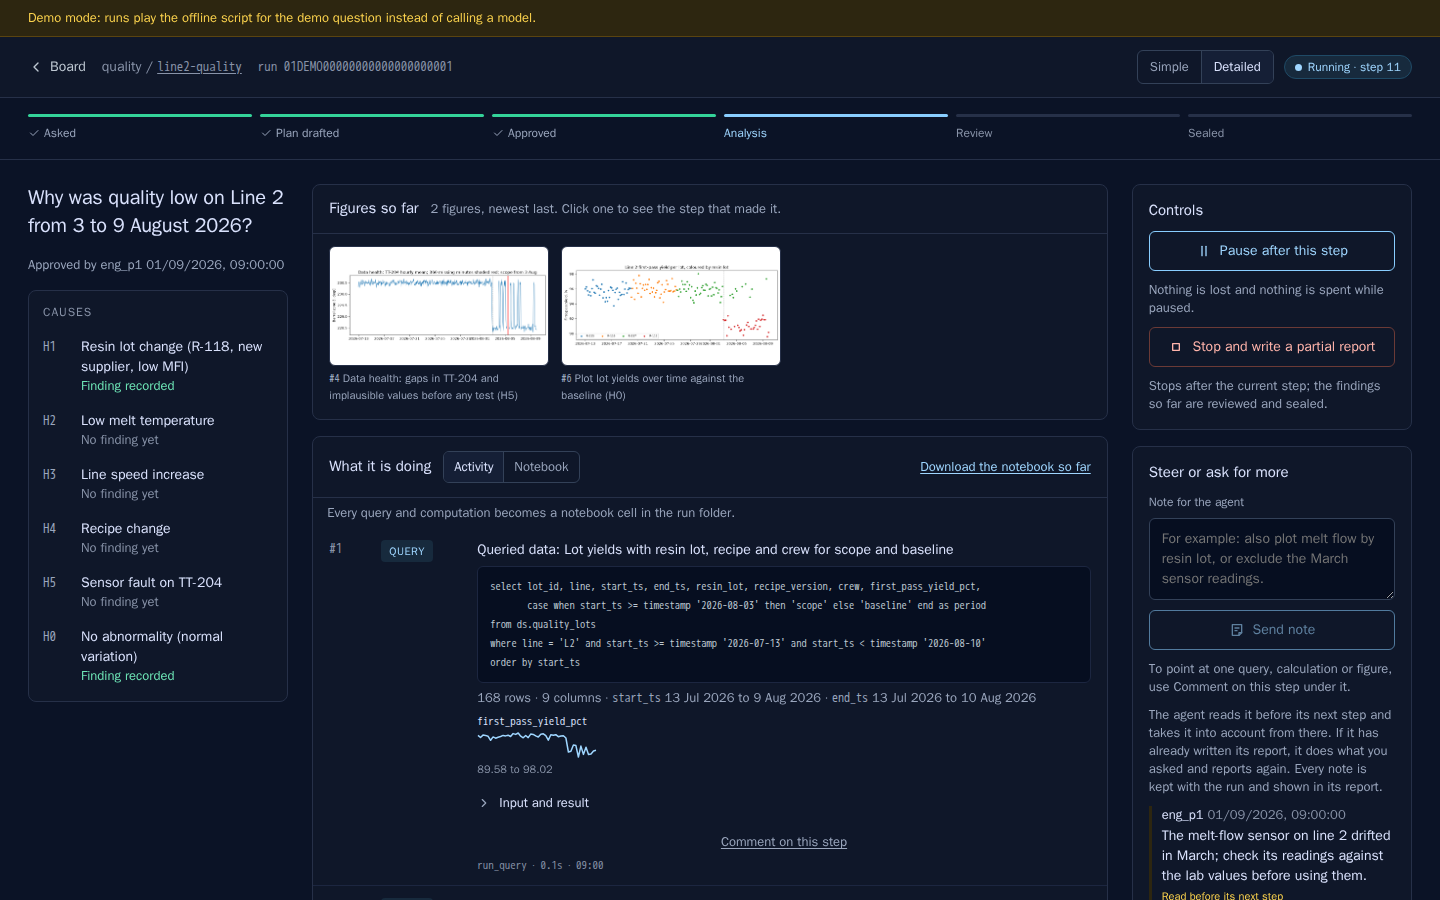 Demo mode: runs play the offline script for the demo question instead of calling a model.
Board quality / line2-quality run 01DEMO00000000000000000001
Simple Detailed Running · step 11
Asked Plan drafted Approved Analysis Review Sealed
Why was quality low on Line 2
from 3 to 9 August 2026?
Approved by eng_p1 01/09/2026, 09:00:00
CAUSES
H1 Resin lot change (R-118, new
supplier, low MFI)
Finding recorded
H2 Low melt temperature
No finding yet
H3 Line speed increase
No finding yet
H4 Recipe change
No finding yet
H5 Sensor fault on TT-204
No finding yet
H0 No abnormality (normal
variation)
Finding recorded
Figures so far 2 figures, newest last. Click one to see the step that made it.
#4 Data health: gaps in TT-204 and
implausible values before any test (H5)
#6 Plot lot yields over time against the
baseline (H0)
What it is doing Activity Notebook Download the notebook so far
Every query and computation becomes a notebook cell in the run folder.
#1 QUERY Queried data: Lot yields with resin lot, recipe and crew for scope and baseline
select lot_id, line, start_ts, end_ts, resin_lot, recipe_version, crew, first_pass_yield_pct,
case when start_ts >= timestamp '2026-08-03' then 'scope' else 'baseline' end as period
from ds.quality_lots
where line = 'L2' and start_ts >= timestamp '2026-07-13' and start_ts < timestamp '2026-08-10'
order by start_ts
168 rows · 9 columns · start_ts 13 Jul 2026 to 9 Aug 2026 · end_ts 13 Jul 2026 to 10 Aug 2026
first_pass_yield_pct
89.58 to 98.02
Input and result
Comment on this step
run_query · 0.1s · 09:00
Controls
Pause after this step
Nothing is lost and nothing is spent while
paused.
Stop and write a partial report
Stops after the current step; the findings
so far are reviewed and sealed.
Steer or ask for more
Note for the agent
For example: also plot melt flow by
resin lot, or exclude the March
sensor readings.
Send note
To point at one query, calculation or figure,
use Comment on this step under it.
The agent reads it before its next step and
takes it into account from there. If it has
already written its report, it does what you
asked and reports again. Every note is
kept with the run and shown in its report.
eng_p1 01/09/2026, 09:00:00
The melt-flow sensor on line 2 drifted
in March; check its readings against
the lab values before using them.
Read before its next step